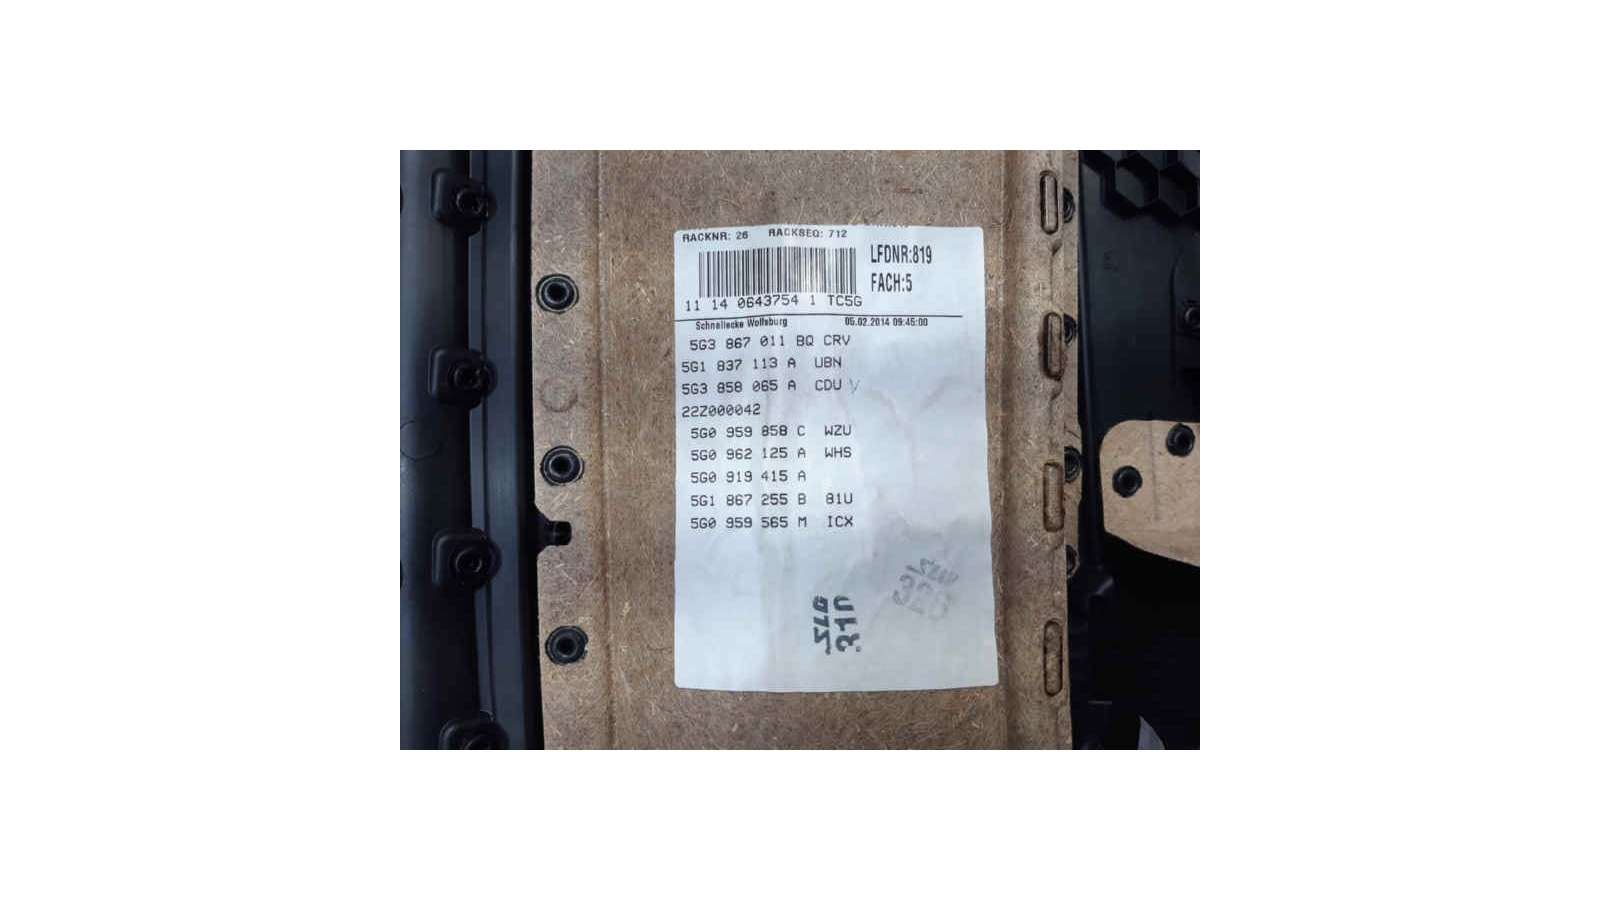 RACKNR: 26 RACKSEQ: 712
LFDNR:819
FACH:5
11 14 0643754 1 TC5G
Schnellecke Wolfsburg 05.02.2014 09:45:00
5G3 867 011 BQ CRV
5G1 837 113 A UBN
5G3 858 065 A CDU
22Z000042
5G0 959 858 C WZU
5G0 962 125 A WHS
5G0 919 415 A
5G1 867 255 B 81U
5G0 959 565 M ICX